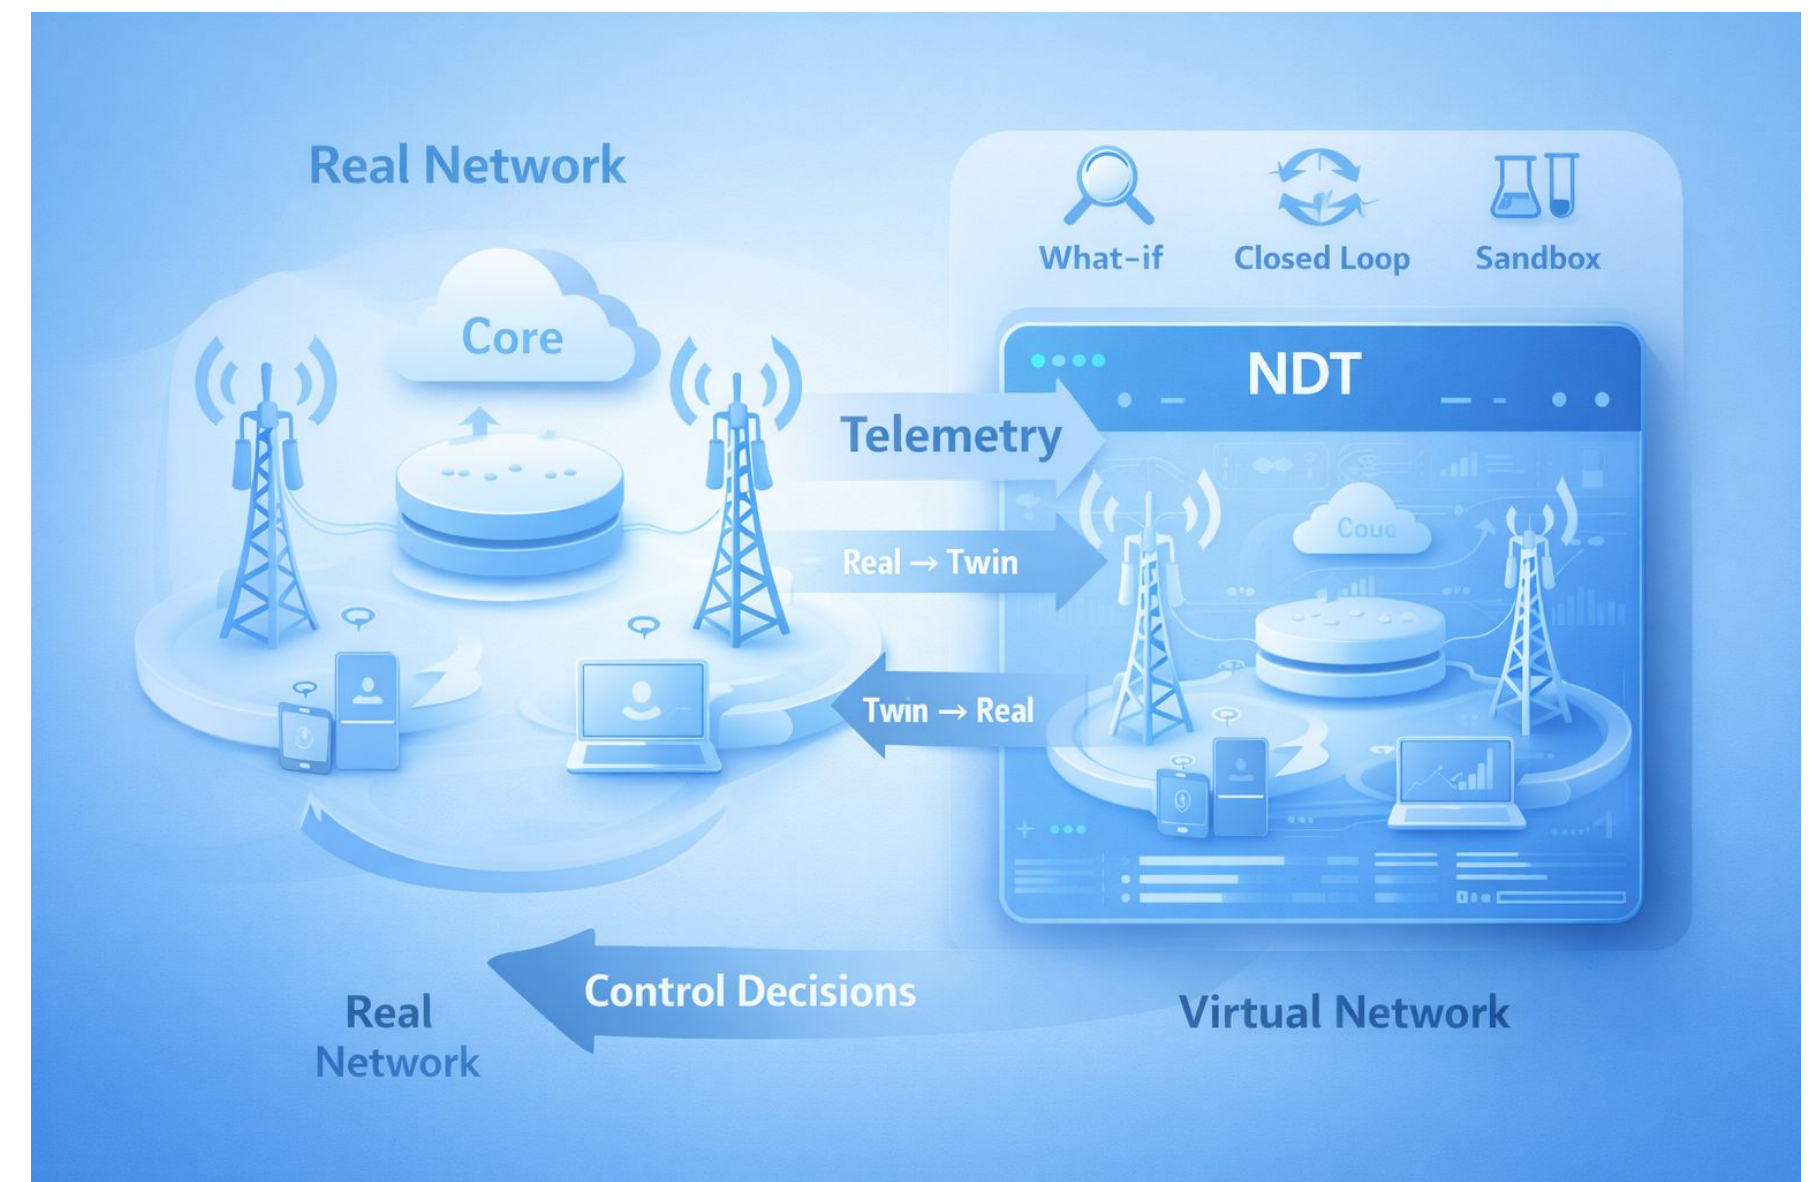 Real Network
What-if
Closed Loop
Sandbox
Core
NDT
Telemetry
Real → Twin
Twin → Real
Control Decisions
Real
Network
Virtual Network